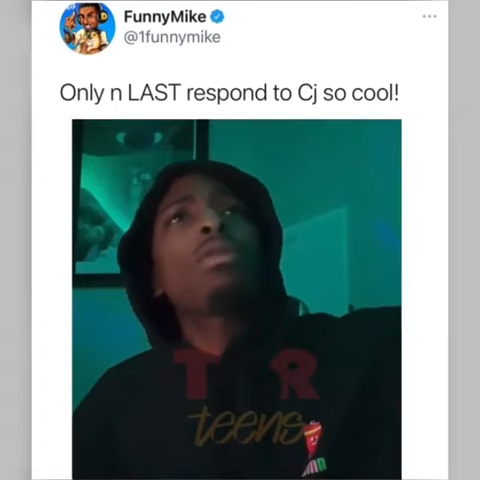 FunnyMike
@1funnymike
Only n LAST respond to Cj so cool!
T R
teens